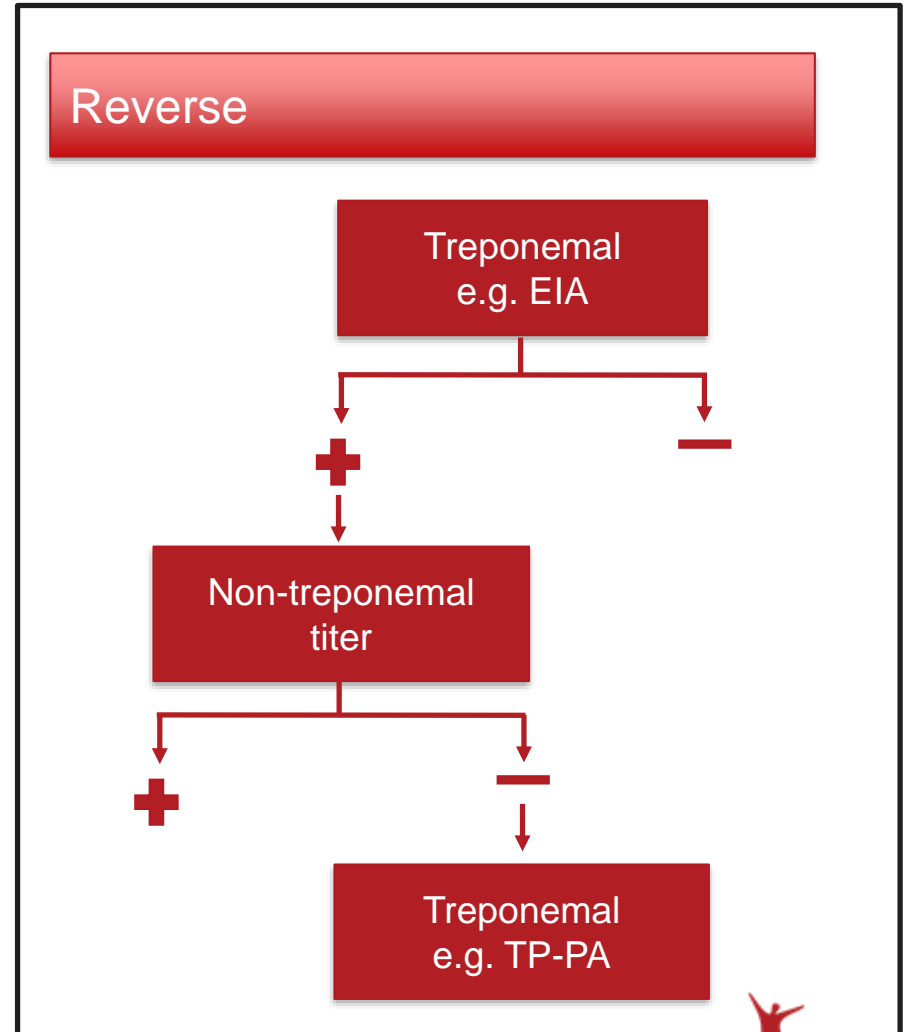 Reverse
Treponemal
e.g. EIA
Non-treponemal
titer
Treponemal
e.g. TP-PA